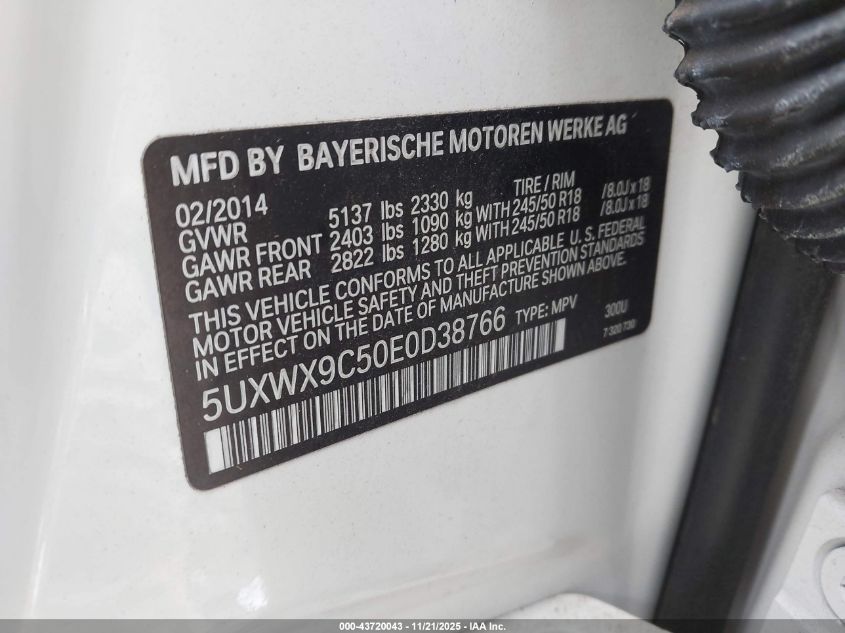 MFD BY BAYERISCHE MOTOREN WERKE AG
02/2014 TIRE / RIM
GVWR 5137 lbs 2330 kg
GAWR FRONT 2403 lbs 1090 kg WITH 245/50 R18 /8.0J x 18
GAWR REAR 2822 lbs 1280 kg WITH 245/50 R18 /8.0J x 18
THIS VEHICLE CONFORMS TO ALL APPLICABLE U. S. FEDERAL
MOTOR VEHICLE SAFETY AND THEFT PREVENTION STANDARDS
IN EFFECT ON THE DATE OF MANUFACTURE SHOWN ABOVE.
5UXWX9C50E0D38766 TYPE: MPV 300U
7 320 730
000-43720043 - 11/21/2025 - IAA Inc.